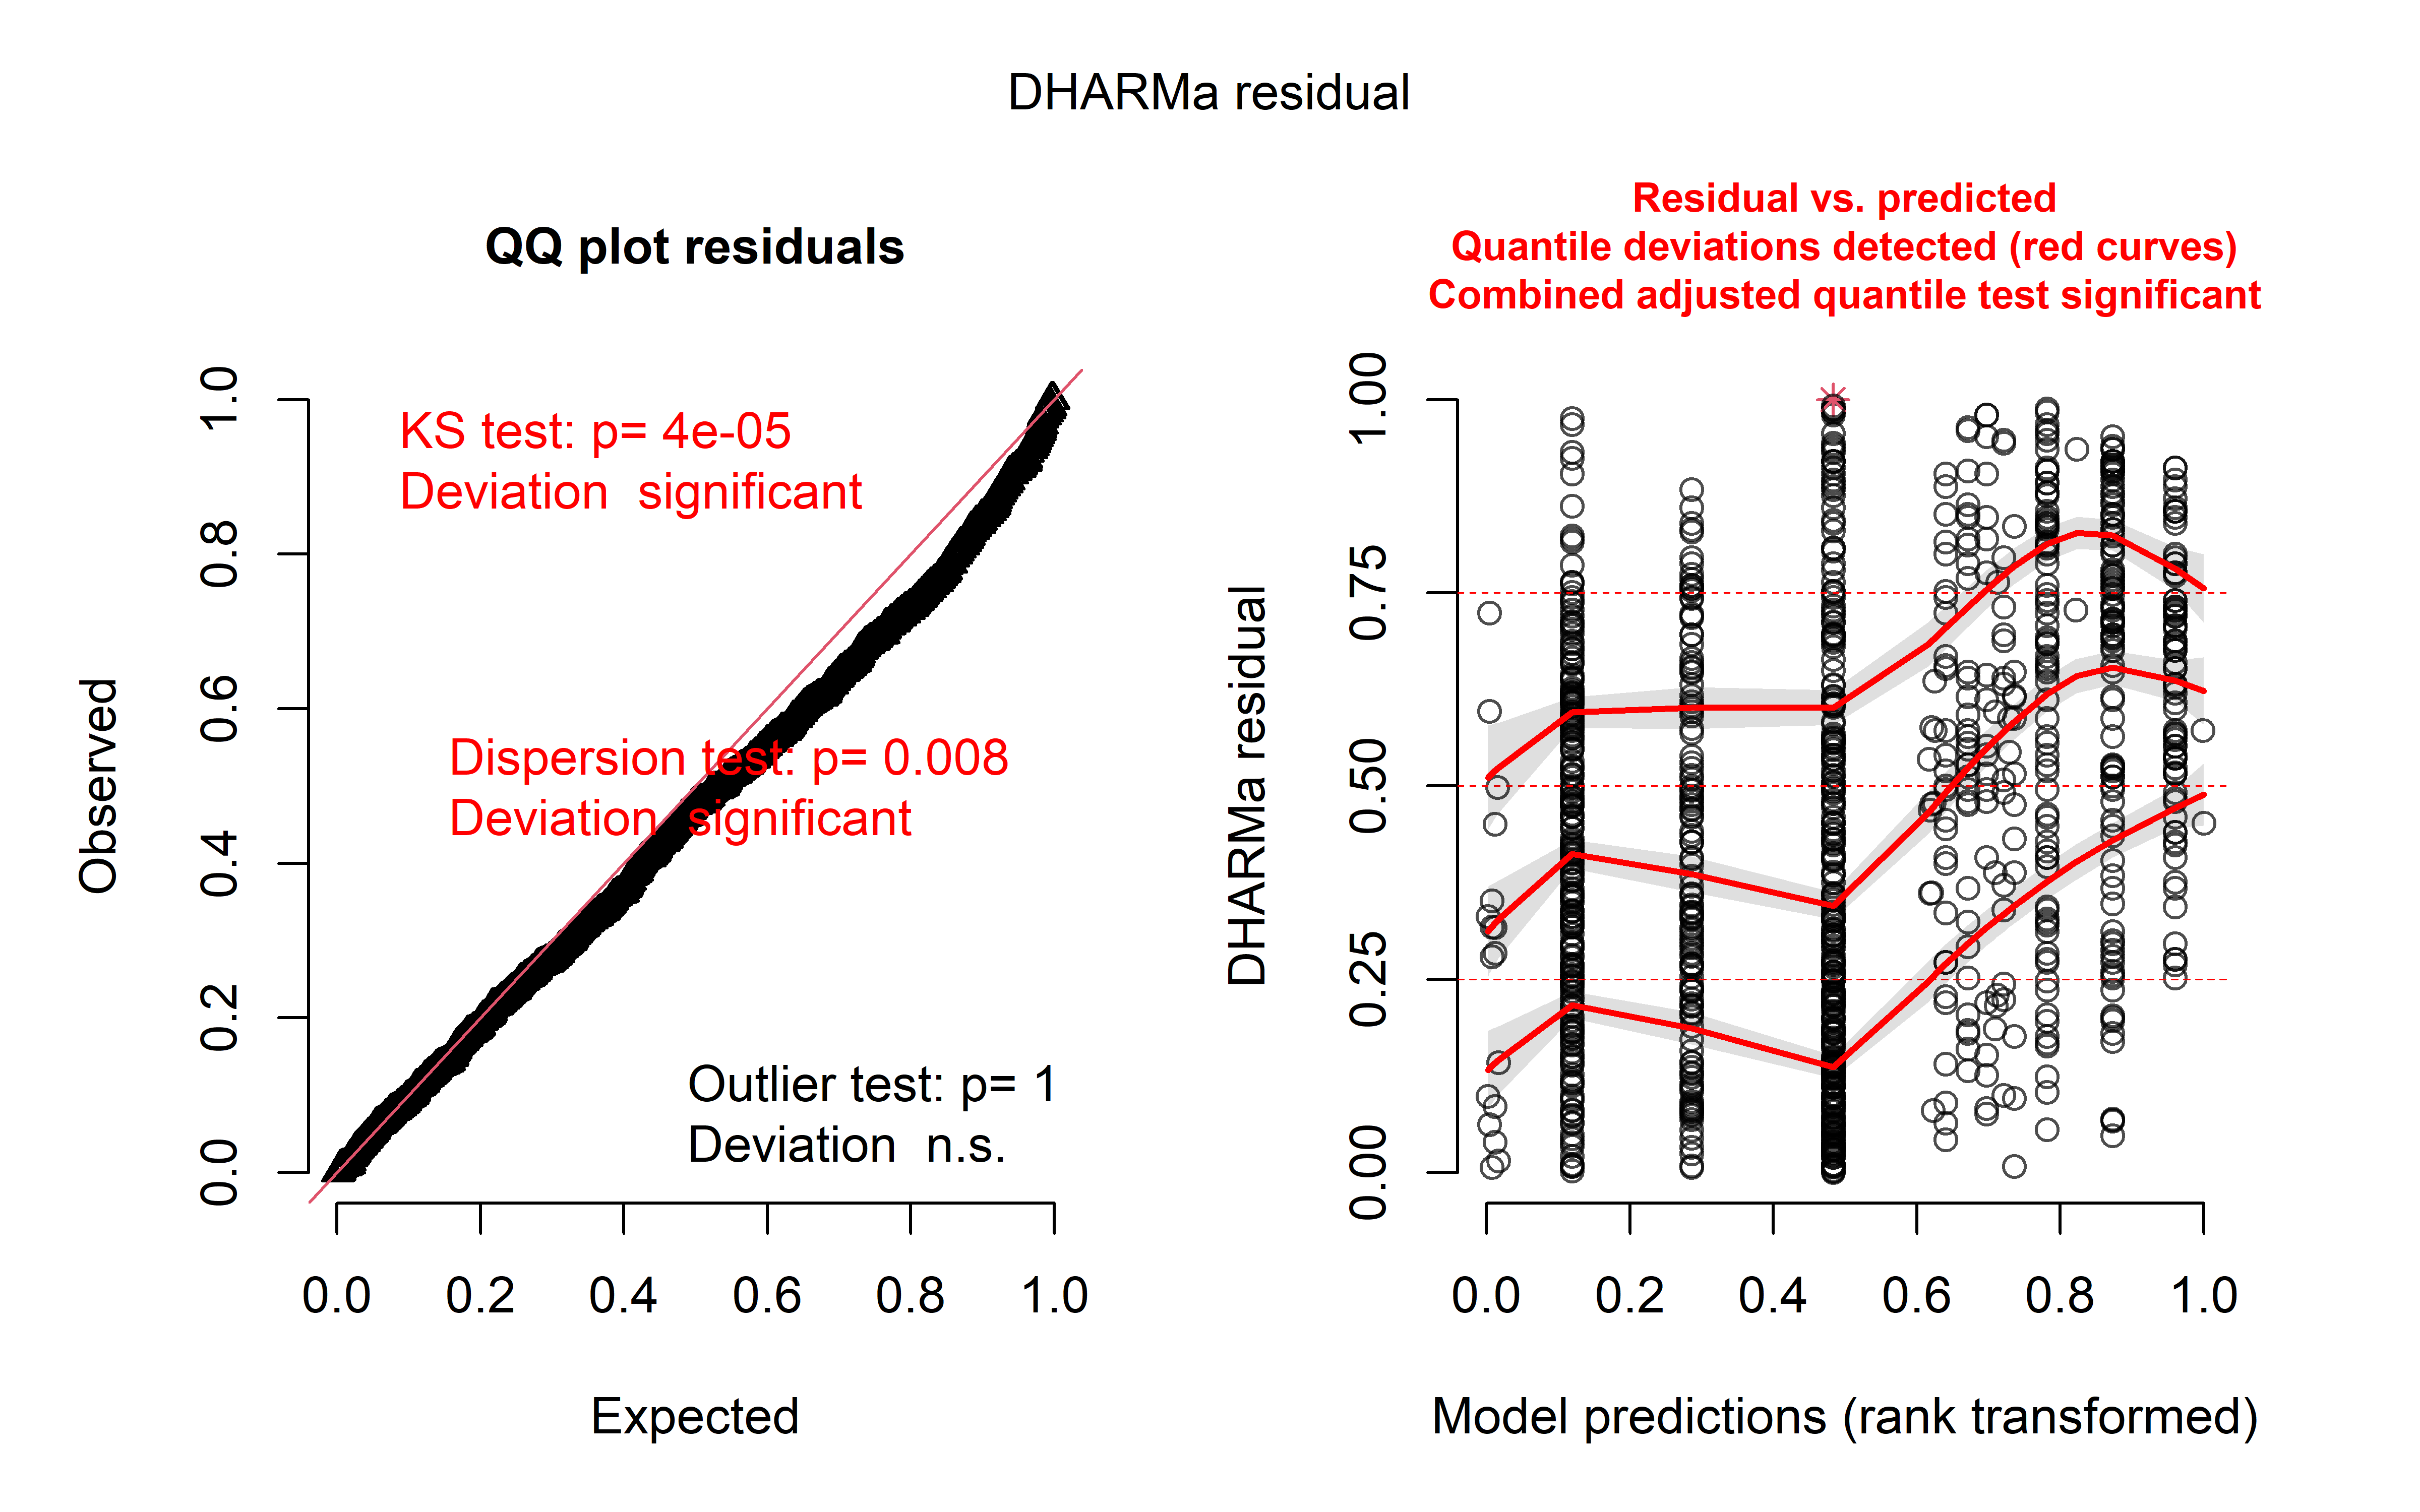 DHARMa residual
QQ plot residuals
KS test: p= 4e-05
Deviation  significant
Dispersion test: p= 0.008
Deviation  significant
Outlier test: p= 1
Deviation  n.s.
Observed
1.0
0.8
0.6
0.4
0.2
0.0
0.0 0.2 0.4 0.6 0.8 1.0
Expected
Residual vs. predicted
Quantile deviations detected (red curves)
Combined adjusted quantile test significant
DHARMa residual
1.00
0.75
0.50
0.25
0.00
0.0 0.2 0.4 0.6 0.8 1.0
Model predictions (rank transformed)